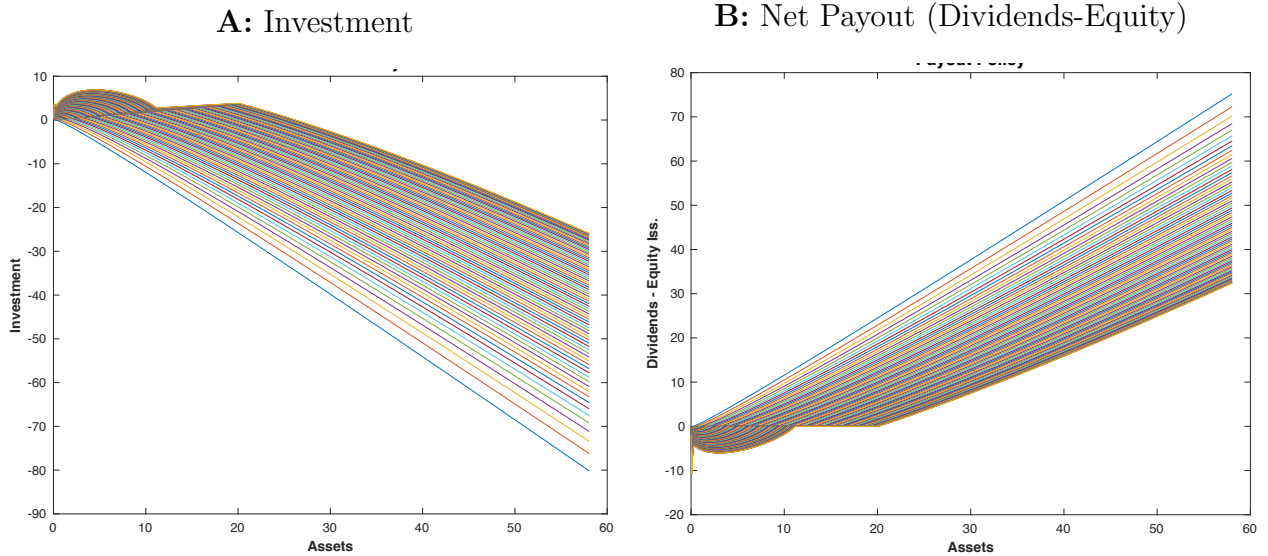 A: Investment
B: Net Payout (Dividends-Equity)
Payout Policy
10
0
-10
-20
-30
-40
-50
-60
-70
-80
-90
Investment
0 10 20 30 40 50 60
Assets
80
70
60
50
40
30
20
10
0
-10
-20
Dividends - Equity Iss.
0 10 20 30 40 50 60
Assets